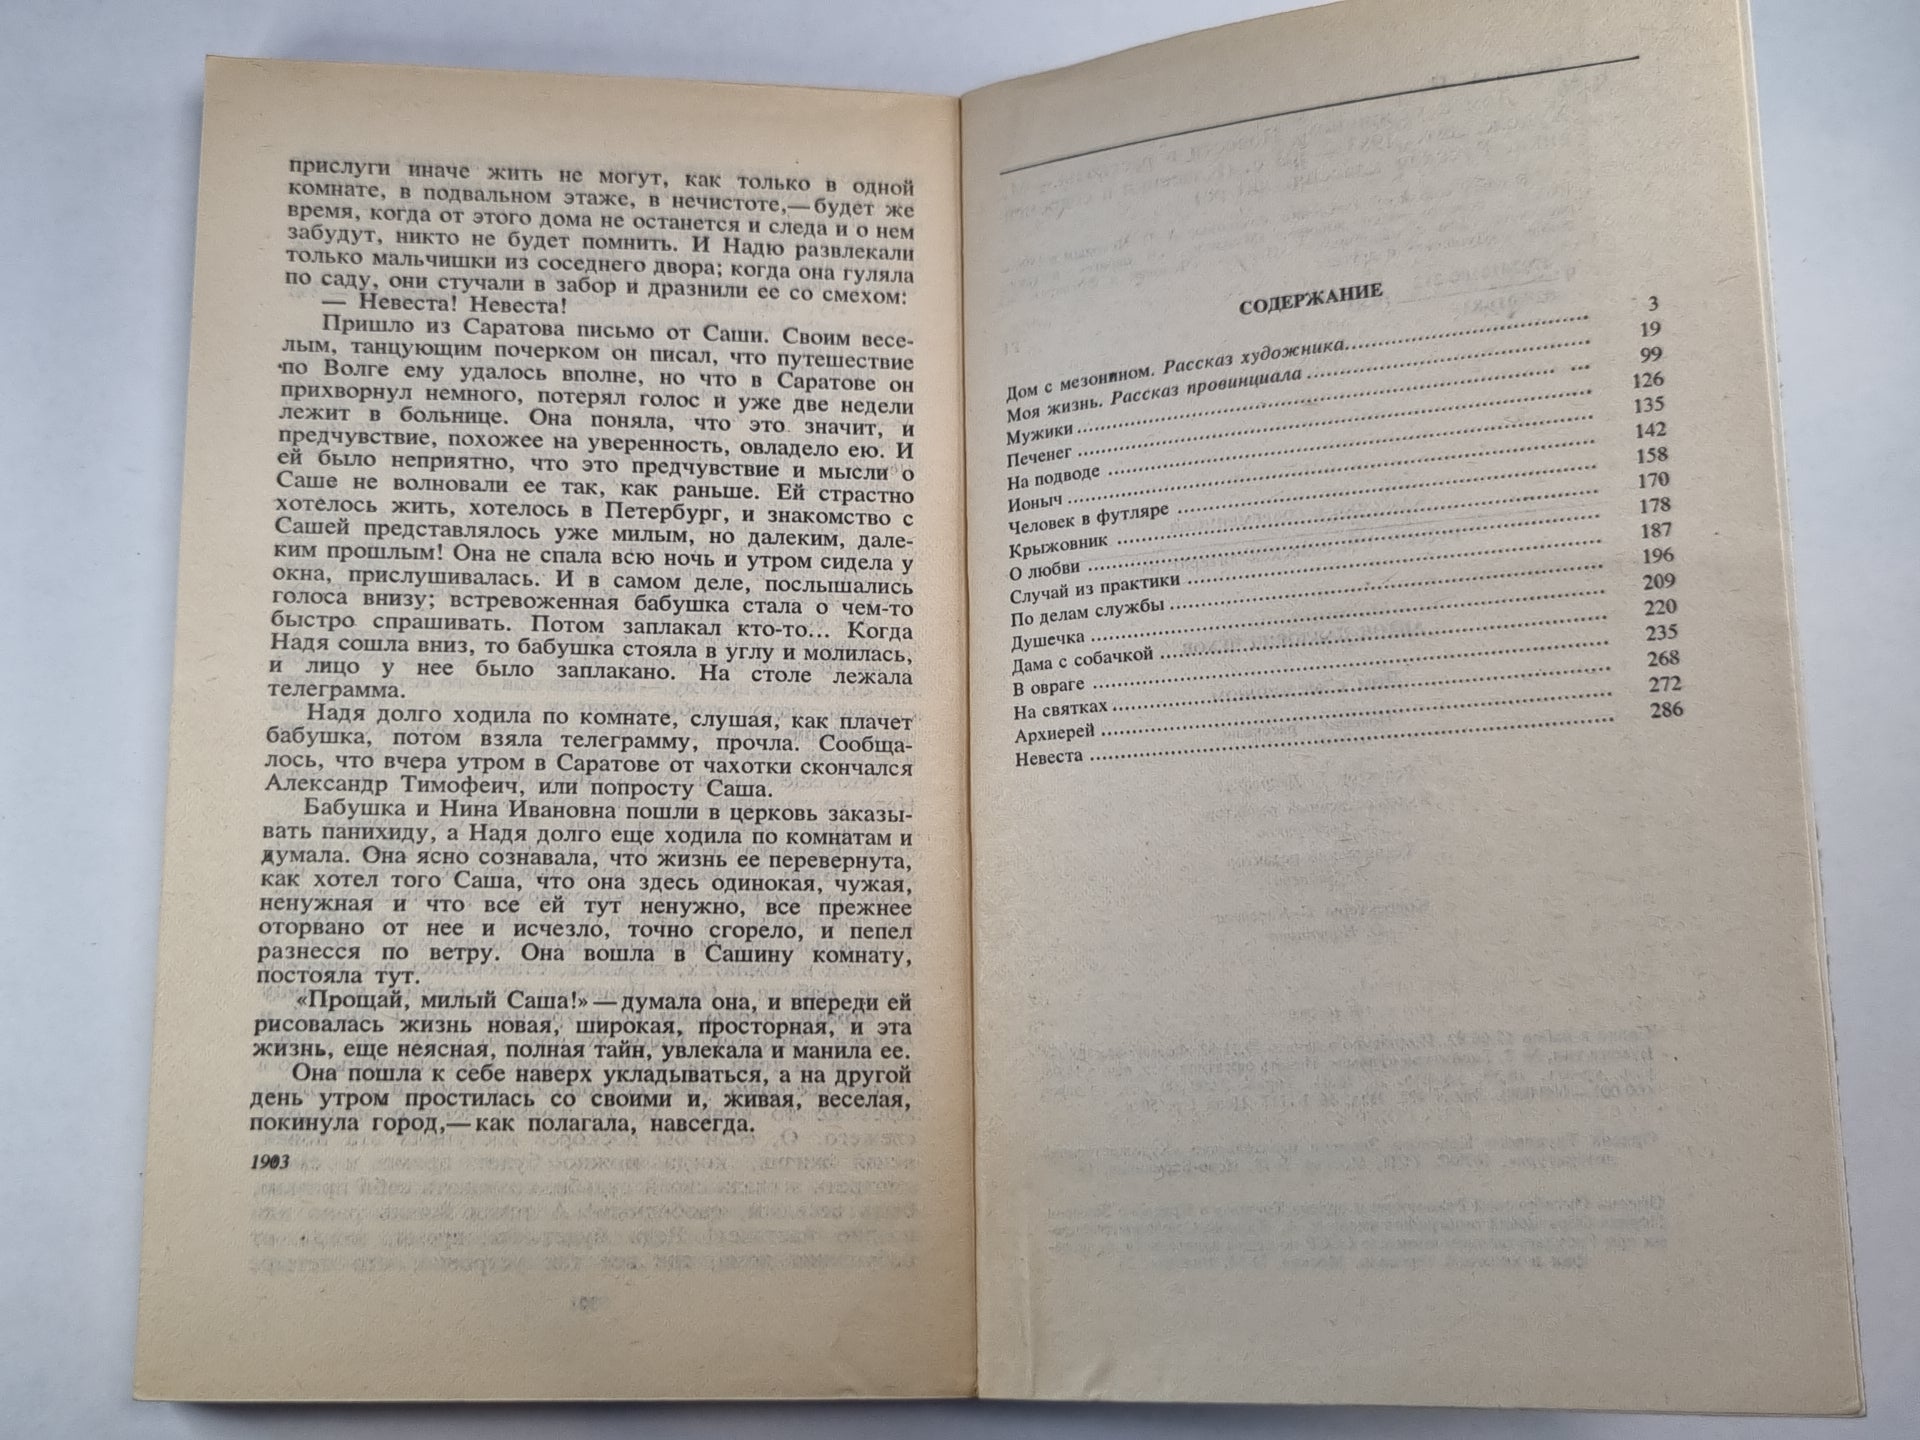 прислуги иначе жить не могут, как только в одной
комнате, в подвальном этаже, в нечистоте,—будет же
время, когда от этого дома не останется и следа и о нем
забудут, никто не будет помнить. И Надю развлекали
только мальчишки из соседнего двора; когда она гуляла
по саду, они стучали в забор и дразнили ее со смехом:
— Невеста! Невеста!
Пришло из Саратова письмо от Саши. Своим весе-
лым, танцующим почерком он писал, что путешествие
по Волге ему удалось вполне, но что в Саратове он
прихворнул немного, потерял голос и уже две недели
лежит в больнице. Она поняла, что это значит, и
предчувствие, похожее на уверенность, овладело ею. И
ей было неприятно, что это предчувствие и мысли о
Саше не волновали ее так, как раньше. Ей страстно
хотелось жить, хотелось в Петербург, и знакомство с
Сашей представлялось уже милым, но далеким, дале-
ким прошлым! Она не спала всю ночь и утром сидела у
окна, прислушивалась. И в самом деле, послышались
голоса внизу; встревоженная бабушка стала о чем-то
быстро спрашивать. Потом заплакал кто-то... Когда
Надя сошла вниз, то бабушка стояла в углу и молилась,
и лицо у нее было заплакано. На столе лежала
телеграмма.
Надя долго ходила по комнате, слушая, как плачет
бабушка, потом взяла телеграмму, прочла. Сообща-
лось, что вчера утром в Саратове от чахотки скончался
Александр Тимофеич, или попросту Саша.
Бабушка и Нина Ивановна пошли в церковь заказы-
вать панихиду, а Надя долго еще ходила по комнатам и
думала. Она ясно сознавала, что жизнь ее перевернута,
как хотел того Саша, что она здесь одинокая, чужая,
ненужная и что все ей тут ненужно, все прежнее
оторвано от нее и исчезло, точно сгорело, и пепел
разнесся по ветру. Она вошла в Сашину комнату,
постояла тут.
«Прощай, милый Саша!»—думала она, и впереди ей
рисовалась жизнь новая, широкая, просторная, и эта
жизнь, еще неясная, полная тайн, увлекала и манила ее.
Она пошла к себе наверх укладываться, а на другой
день утром простилась со своими и, живая, веселая,
покинула город,—как полагала, навсегда.
1903
СОДЕРЖАНИЕ
Дом с мезонином. Рассказ художника 3
Моя жизнь. Рассказ провинциала 19
Мужики 99
Печенег 126
На подводе 135
Ионыч 142
Человек в футляре 158
Крыжовник 170
О любви 178
Случай из практики 187
По делам службы 196
Душечка 209
Дама с собачкой 220
В овраге 235
На святках 268
Архиерей 272
Невеста 286